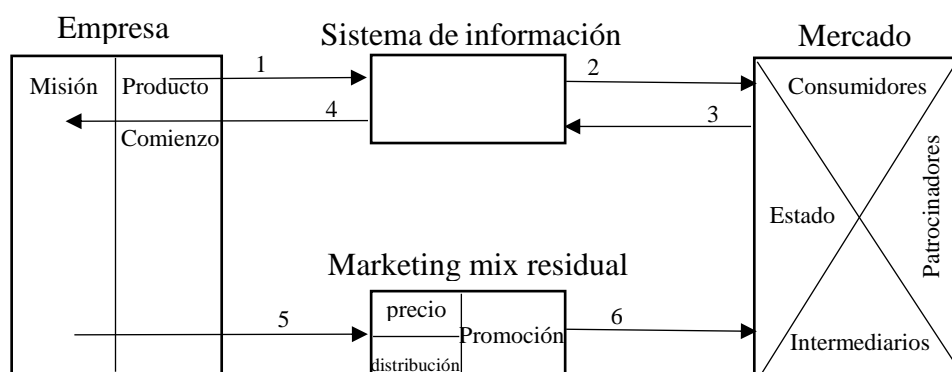 Empresa
Sistema de información
Mercado
Misión
Producto
1
2
Consumidores
4
3
Comienzo
Patrocinadores
Estado
Marketing mix residual
precio
5
6
Promoción
Intermediarios
distribución